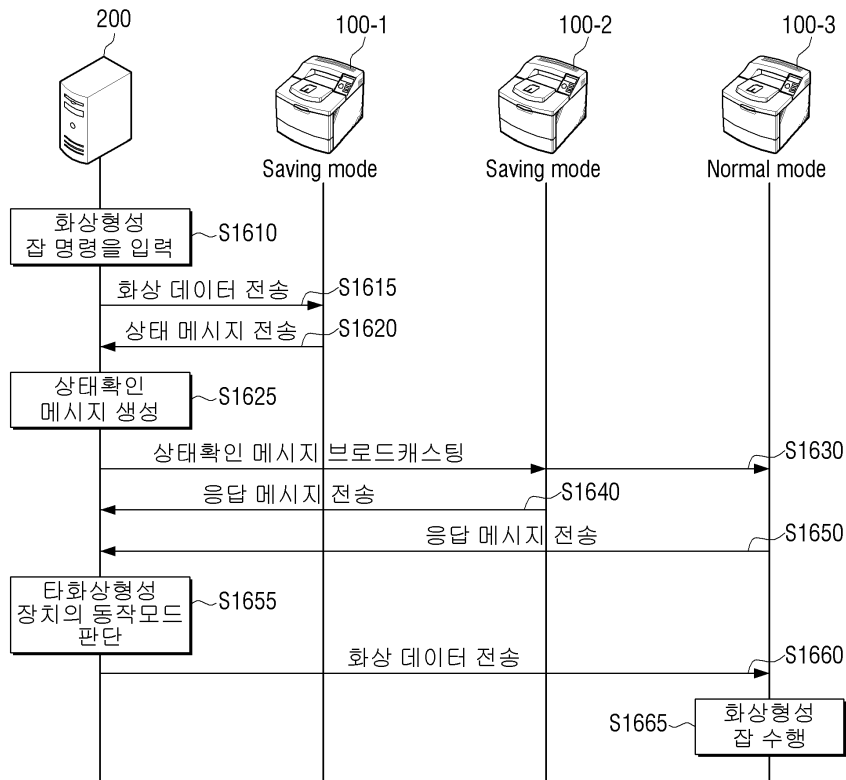 200
100-1
100-2
100-3
Saving mode
Saving mode
Normal mode
화상형성
잡 명령을 입력
S1610
화상 데이터 전송
S1615
상태 메시지 전송
S1620
상태확인
메시지 생성
S1625
상태확인 메시지 브로드캐스팅
S1630
응답 메시지 전송
S1640
응답 메시지 전송
S1650
타화상형성
장치의 동작모드
판단
S1655
화상 데이터 전송
S1660
S1665
화상형성
잡 수행